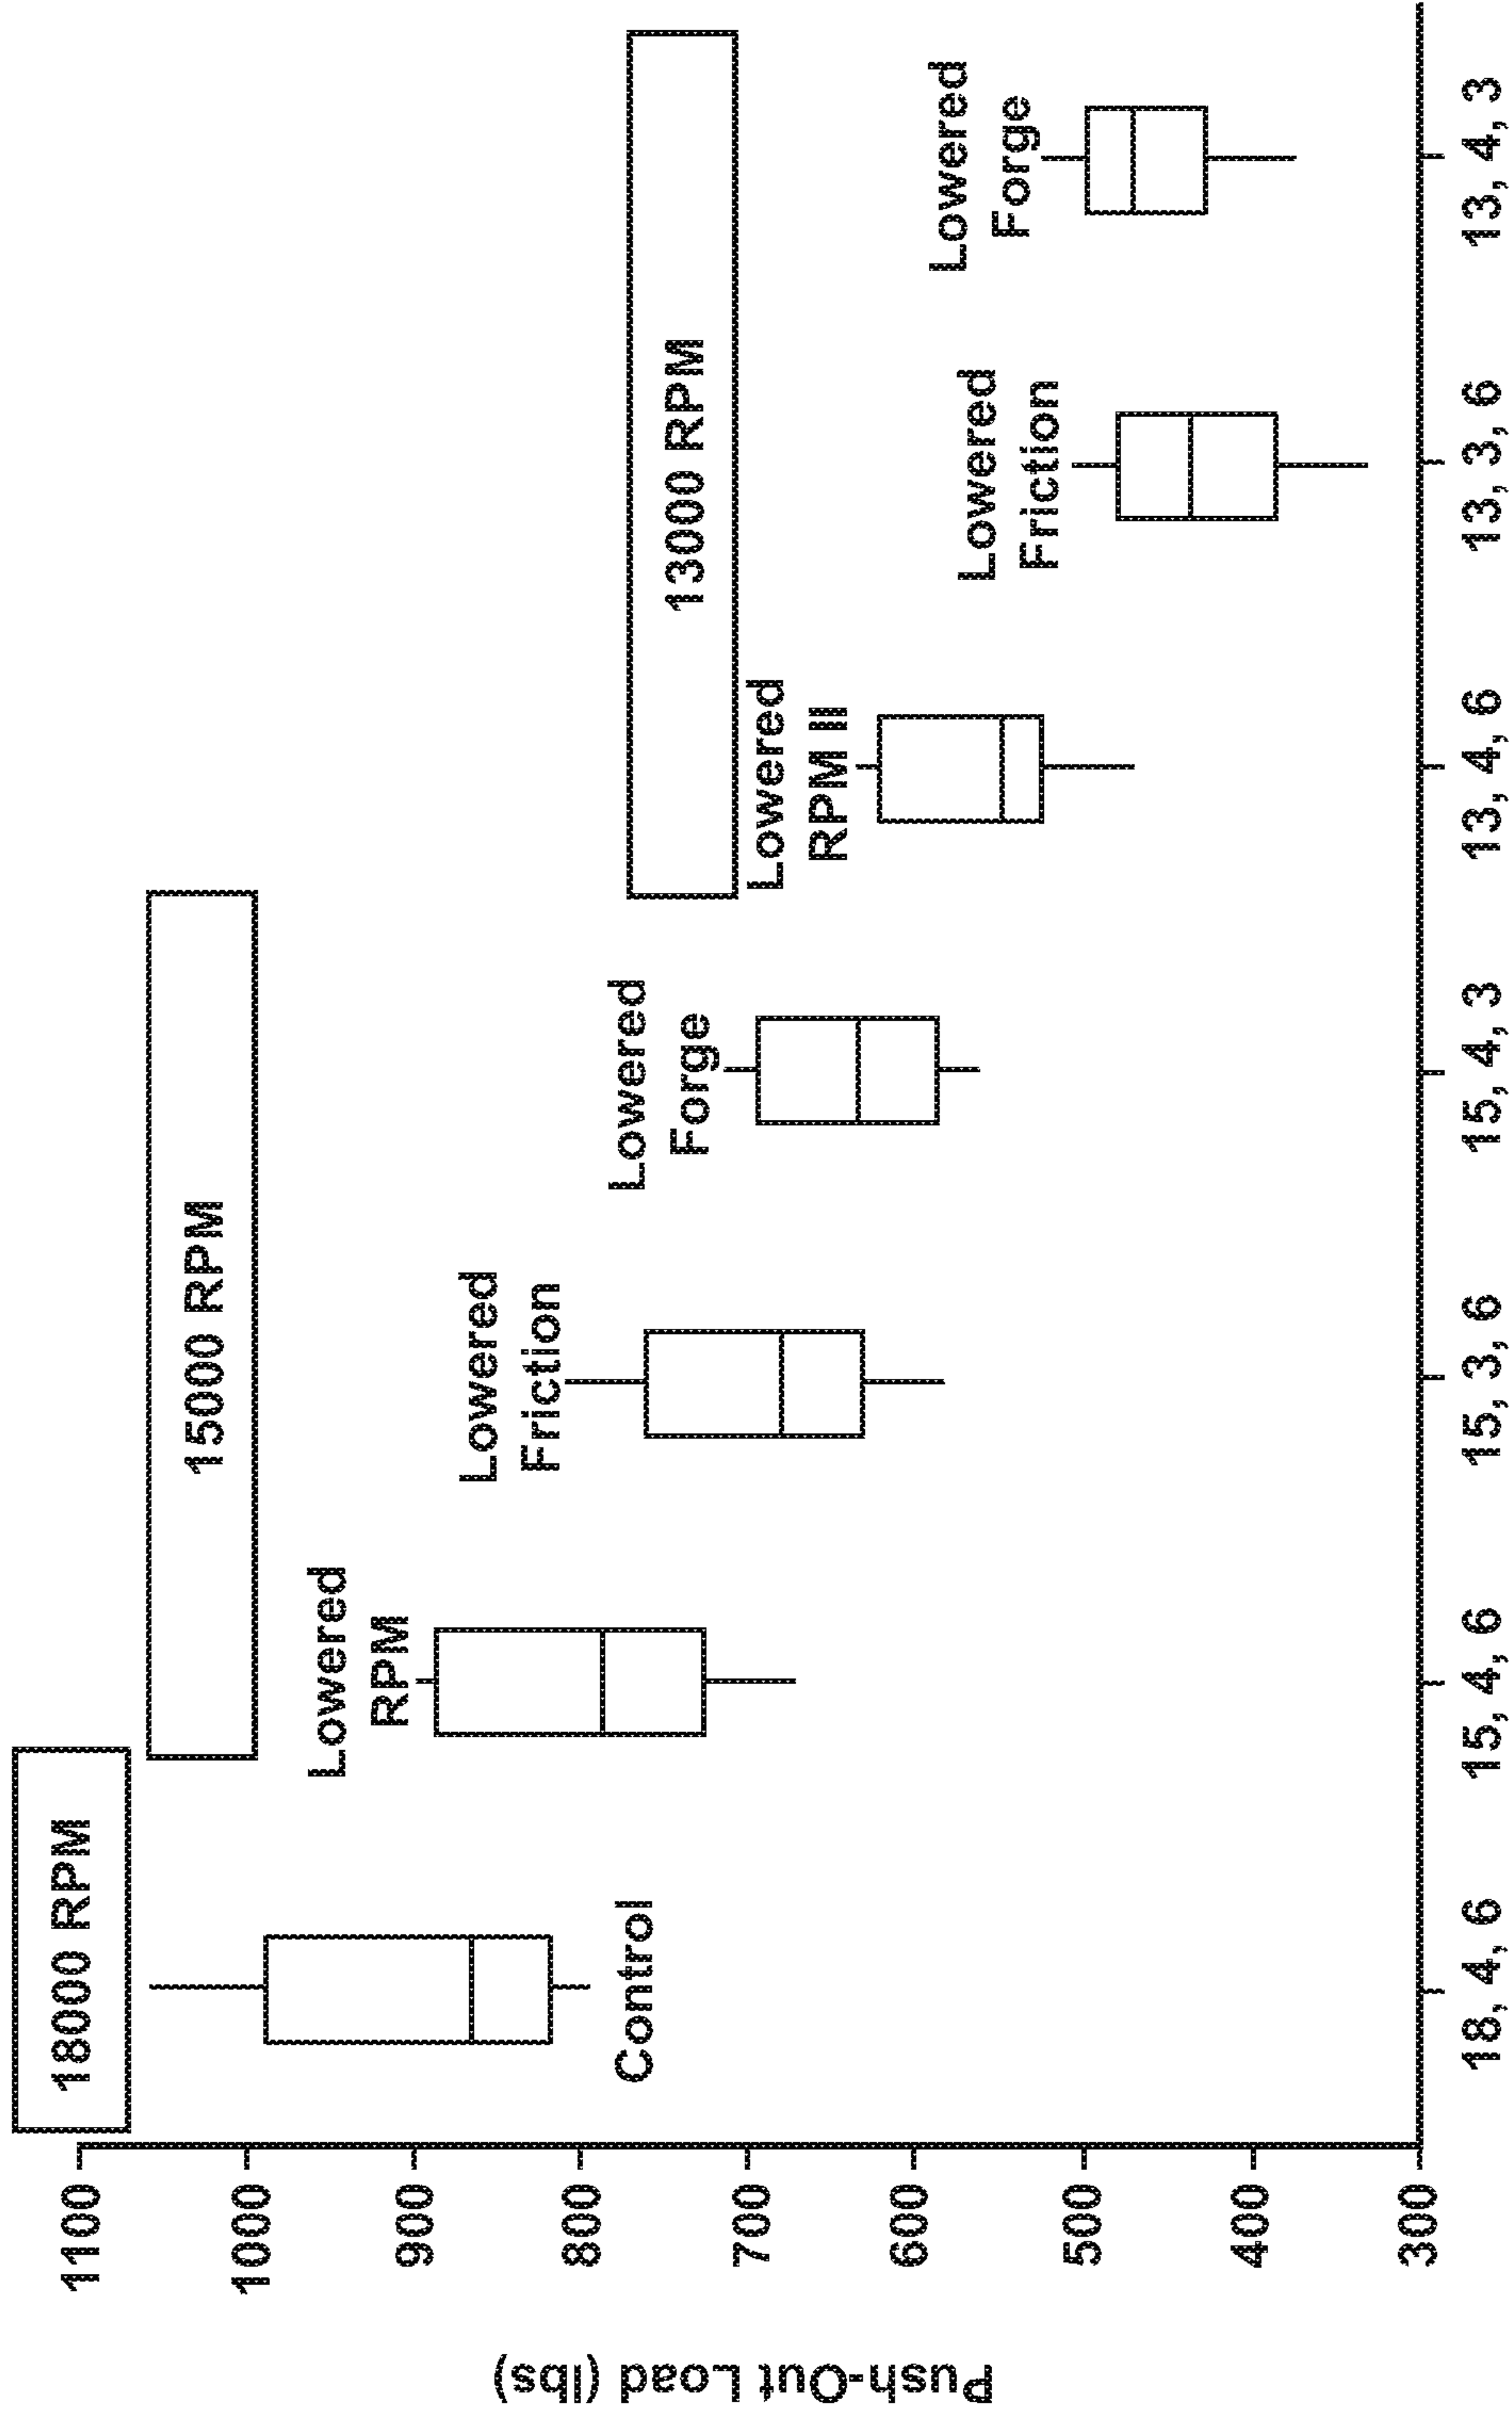 Push-Out Load (lbs)
1100
1000
900
800
700
600
500
400
300
18000 RPM
15000 RPM
13000 RPM
Control
Lowered
RPM
Lowered
Friction
Lowered
Forge
Lowered
RPM II
Lowered
Friction
Lowered
Forge
18, 4, 6
15, 4, 6
15, 3, 6
15, 4, 3
13, 4, 6
13, 3, 6
13, 4, 3